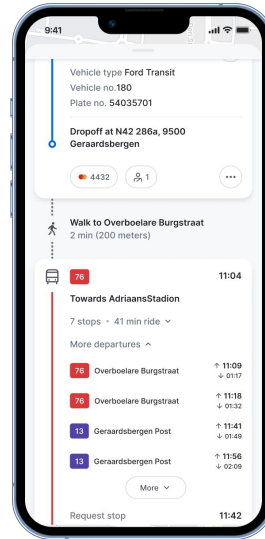 9:41
Vehicle type Ford Transit
Vehicle no.180
Plate no. 54035701
Dropoff at N42 286a, 9500
Geraardsbergen
4432 1
Walk to Overboelare Burgstraat
2 min (200 meters)
76 11:04
Towards AdriaansStadion
7 stops • 41 min ride
More departures
76 Overboelare Burgstraat ↑ 11:09
↓ 01:17
76 Overboelare Burgstraat ↑ 11:18
↓ 01:32
13 Geraardsbergen Post ↑ 11:41
↓ 01:49
13 Geraardsbergen Post ↑ 11:56
↓ 02:09
More
Request stop 11:42